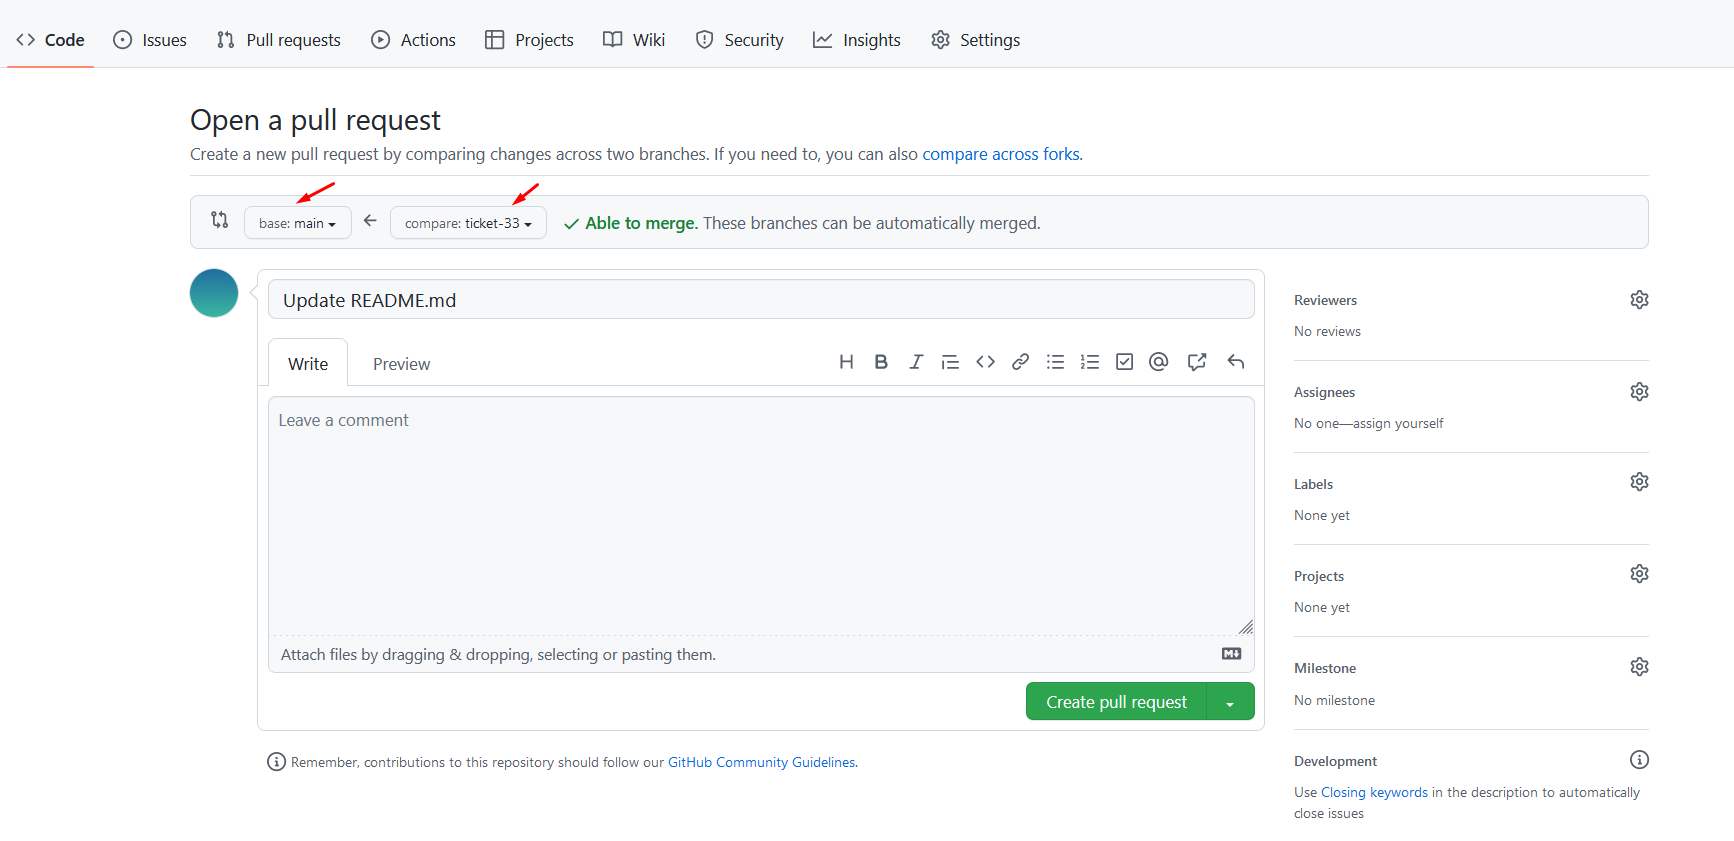 Code Issues Pull requests Actions Projects Wiki Security Insights Settings
Open a pull request
Create a new pull request by comparing changes across two branches. If you need to, you can also compare across forks.
base: main compare: ticket-33 Able to merge. These branches can be automatically merged.
Update README.md
Write Preview
Leave a comment
Attach files by dragging & dropping, selecting or pasting them.
Create pull request
Remember, contributions to this repository should follow our GitHub Community Guidelines.
Reviewers
No reviews
Assignees
No one—assign yourself
Labels
None yet
Projects
None yet
Milestone
No milestone
Development
Use Closing keywords in the description to automatically
close issues